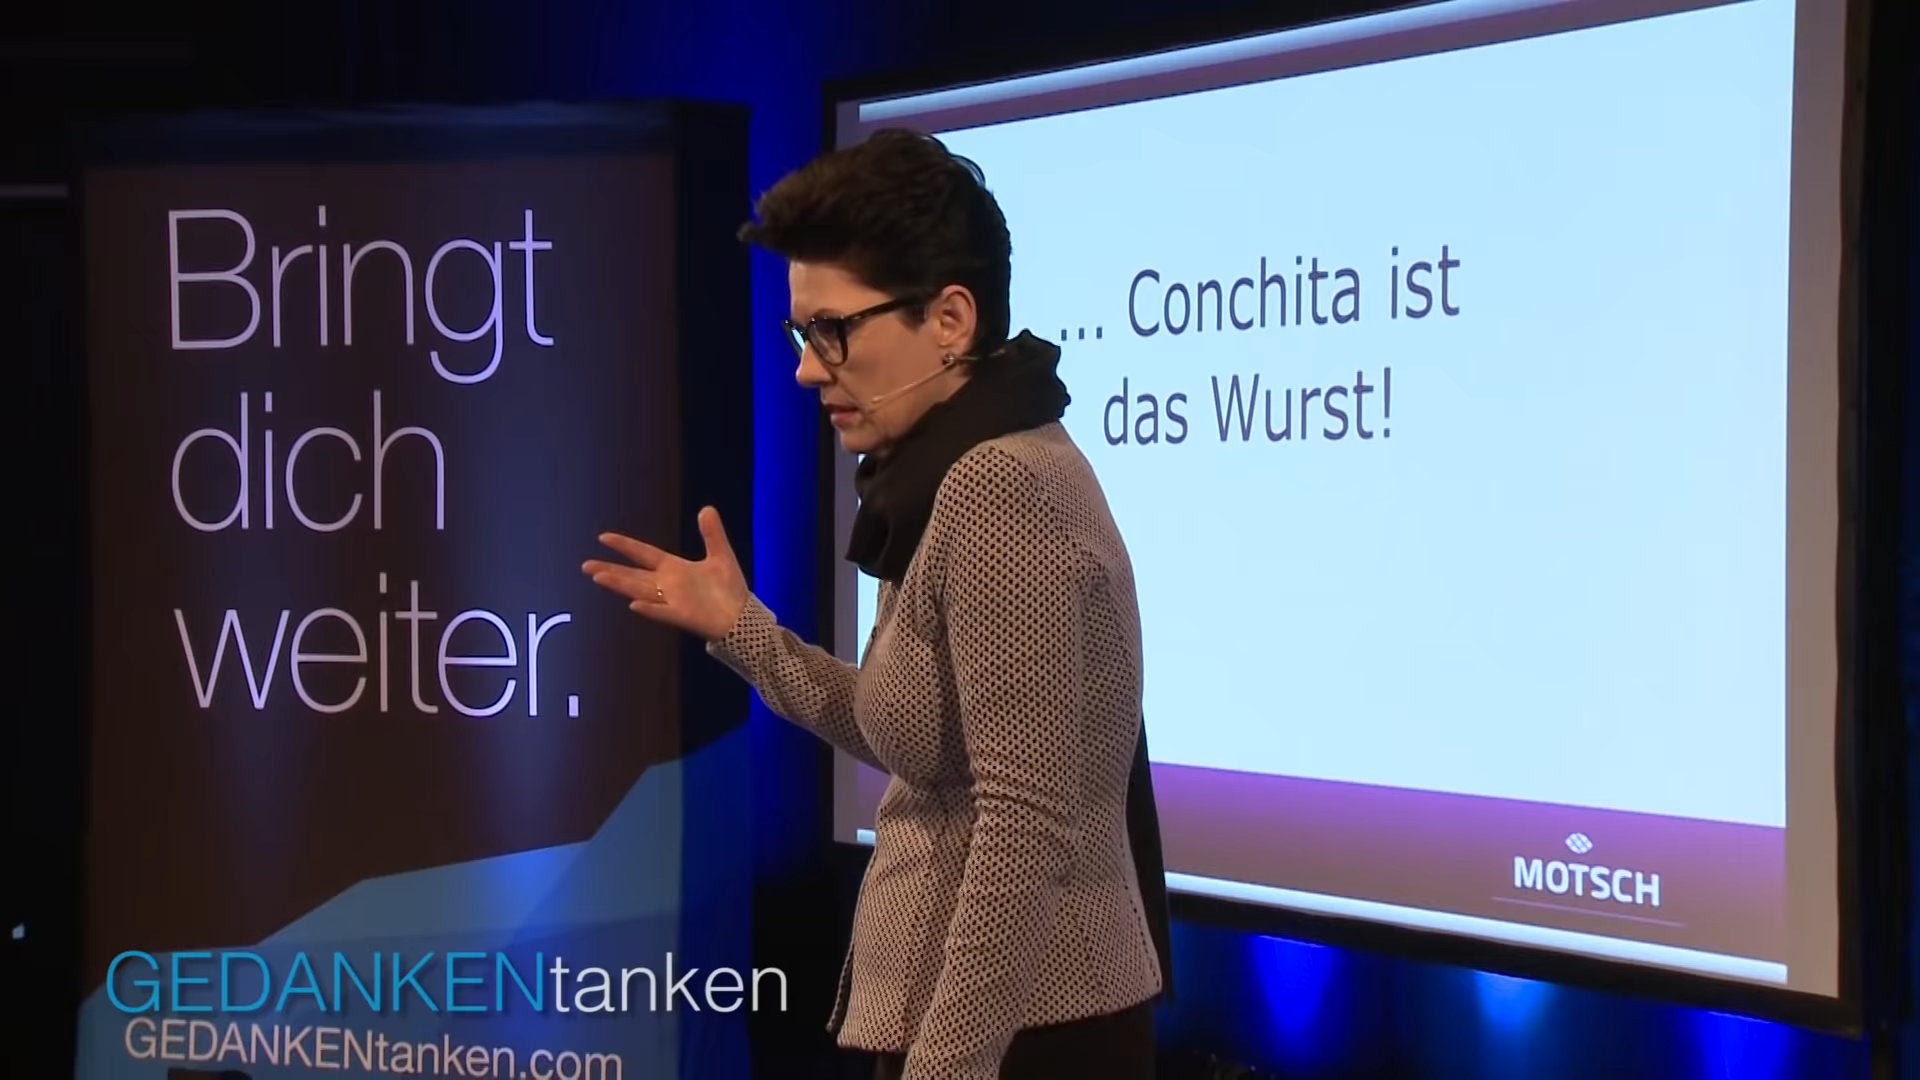 Bringt
dich
weiter.
... Conchita ist
das Wurst!
MOTSCH
GEDANKENtanken
GEDANKENtanken.com